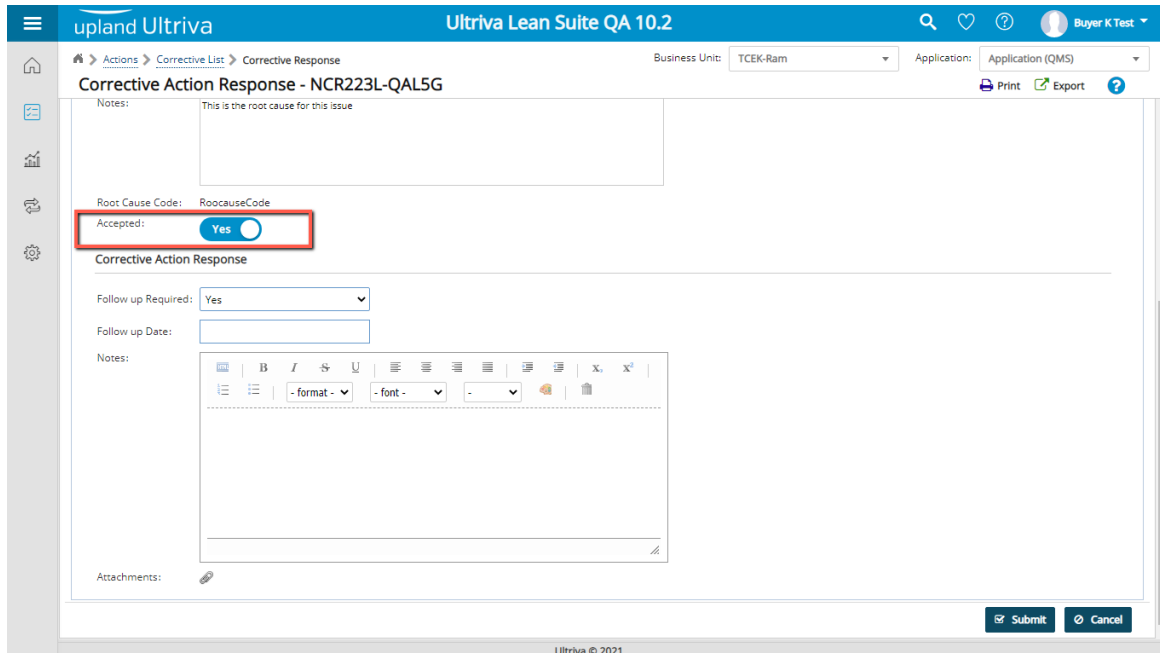 upland Ultriva
Ultriva Lean Suite QA 10.2
Buyer K Test
Actions
Corrective List
Corrective Response
Business Unit:
TCEK-Ram
Application:
Application (QMS)
Corrective Action Response - NCR223L-QAL5G
Print
Export
Notes:
This is the root cause for this issue
Root Cause Code:
RoocauseCode
Accepted:
Yes
Corrective Action Response
Follow up Required:
Yes
Follow up Date:
Notes:
B I S U X₂ X²
- format -
- font -
-
Attachments:
Submit
Cancel
Ultriva © 2021